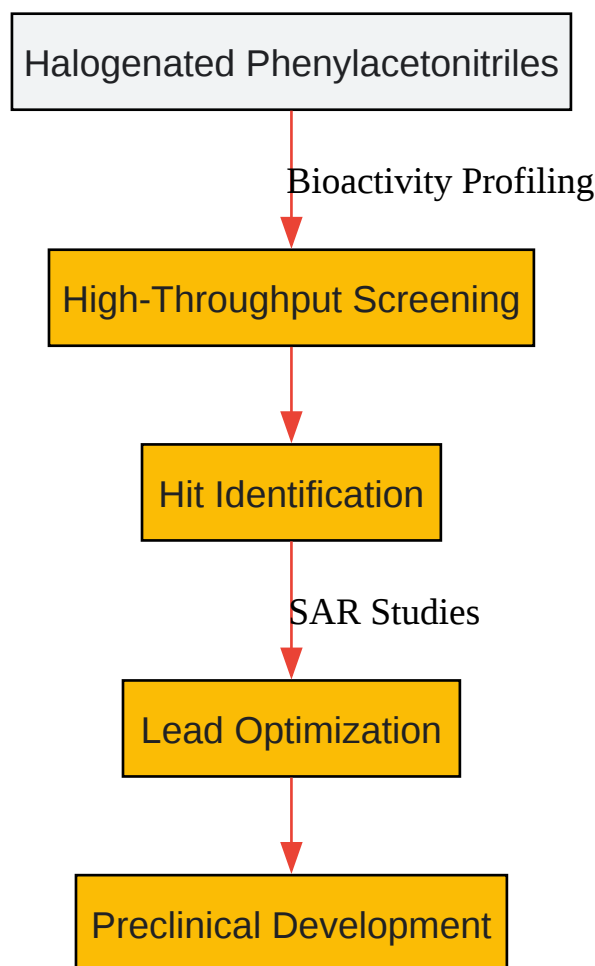 Halogenated Phenylacetonitriles
Bioactivity Profiling
High-Throughput Screening
Hit Identification
SAR Studies
Lead Optimization
Preclinical Development